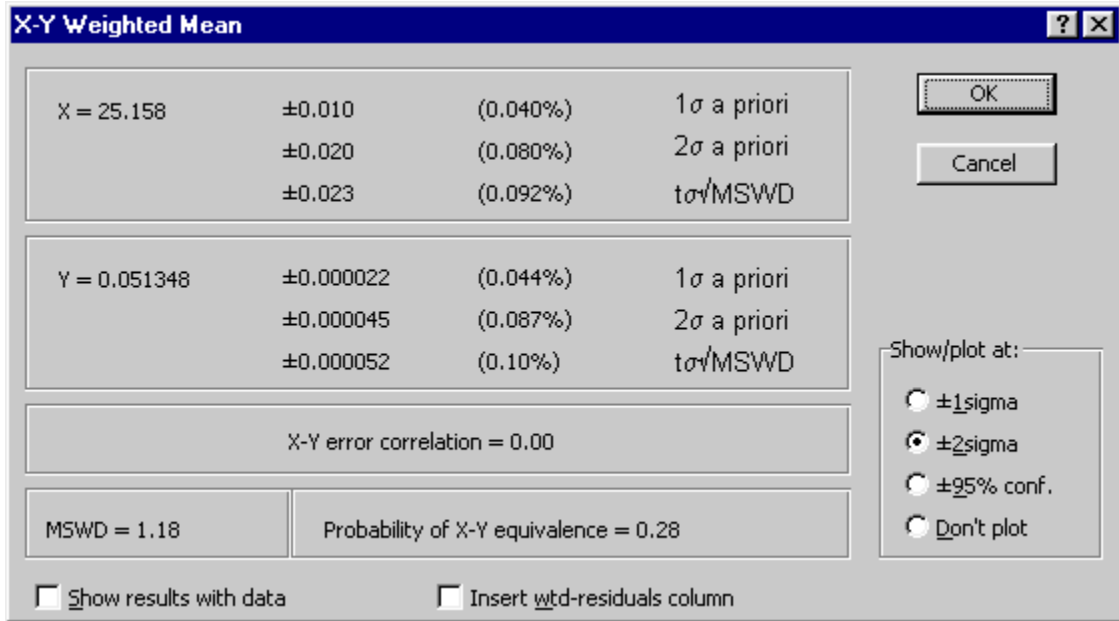 X-Y Weighted Mean
X = 25.158 ±0.010 (0.040%) 1σ a priori
±0.020 (0.080%) 2σ a priori
±0.023 (0.092%) tσ√MSWD
OK
Cancel
Y = 0.051348 ±0.000022 (0.044%) 1σ a priori
±0.000045 (0.087%) 2σ a priori
±0.000052 (0.10%) tσ√MSWD
X-Y error correlation = 0.00
MSWD = 1.18 Probability of X-Y equivalence = 0.28
Show/plot at:
±1sigma
±2sigma
±95% conf.
Don't plot
Show results with data Insert wtd-residuals column